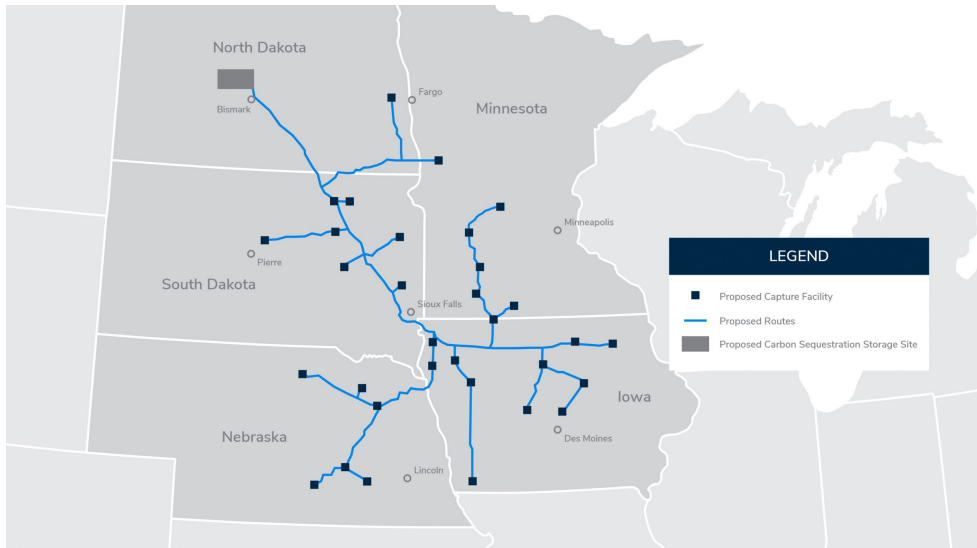 North Dakota
Bismark
Fargo
Minnesota
Minneapolis
Pierre
South Dakota
Sioux Falls
LEGEND
Proposed Capture Facility
Proposed Routes
Proposed Carbon Sequestration Storage Site
Iowa
Des Moines
Nebraska
Lincoln